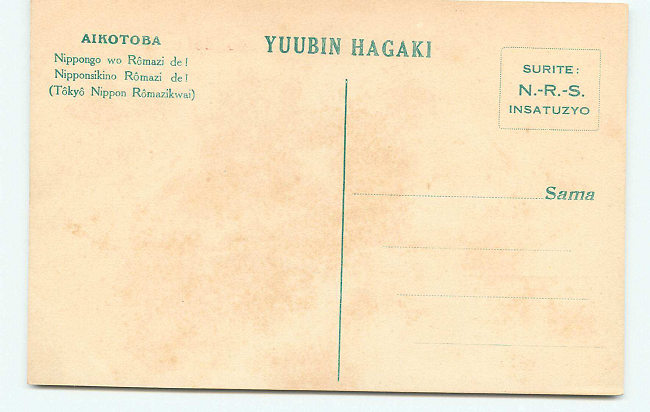 AIKOTOBA
Nippongo wo Rômazi de!
Nipponsikino Rômazi de!
(Tôkyô Nippon Rômazikwai)
YUUBIN HAGAKI
SURITE:
N.-R.-S.
INSATUZYO
Sama